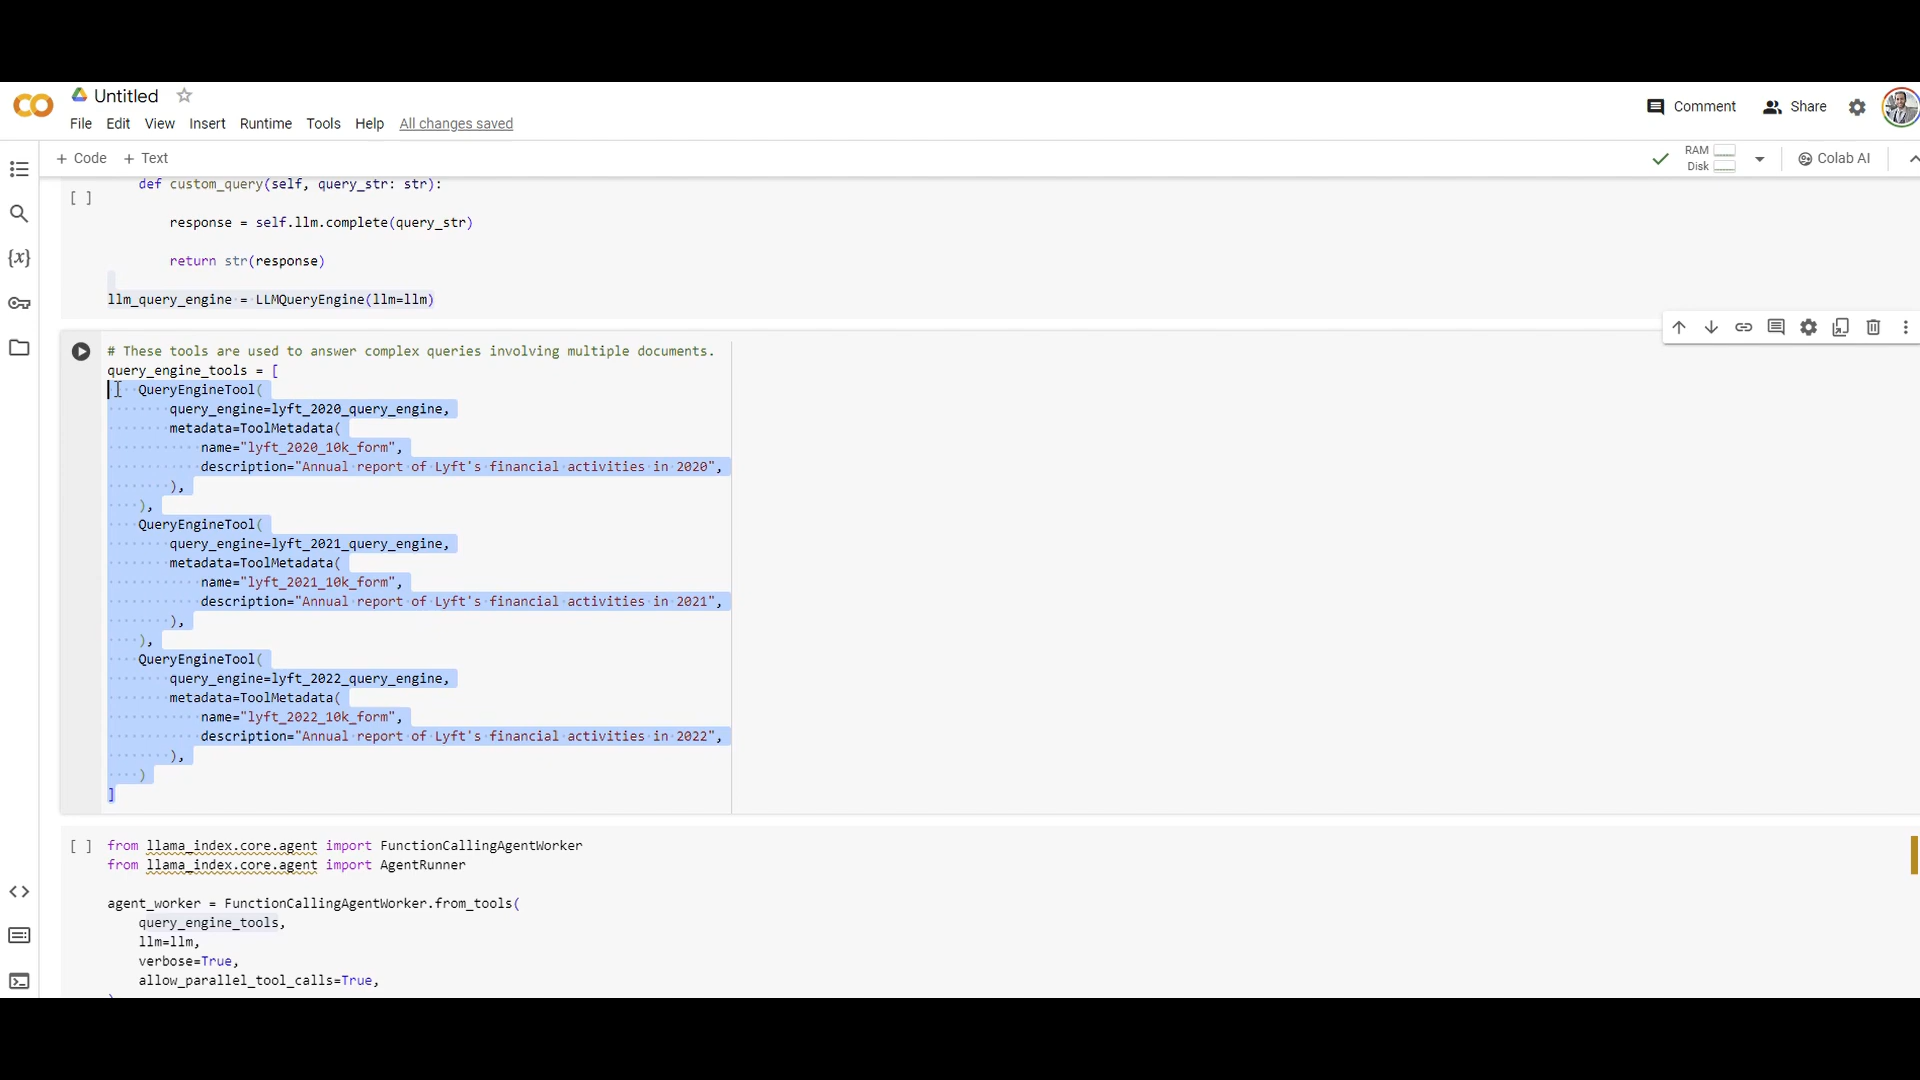 Untitled
Comment
Share
File Edit View Insert Runtime Tools Help All changes saved
+ Code + Text
RAM
Disk
Colab AI
def custom_query(self, query_str: str):
[ ]
response = self.llm.complete(query_str)
return str(response)
llm_query_engine = LLMQueryEngine(llm=llm)
# These tools are used to answer complex queries involving multiple documents.
query_engine_tools = [
QueryEngineTool(
query_engine=lyft_2020_query_engine,
metadata=ToolMetadata(
name="lyft_2020_10k_form",
description="Annual report of Lyft's financial activities in 2020",
),
),
QueryEngineTool(
query_engine=lyft_2021_query_engine,
metadata=ToolMetadata(
name="lyft_2021_10k_form",
description="Annual report of Lyft's financial activities in 2021",
),
),
QueryEngineTool(
query_engine=lyft_2022_query_engine,
metadata=ToolMetadata(
name="lyft_2022_10k_form",
description="Annual report of Lyft's financial activities in 2022",
),
)
]
[ ] from llama_index.core.agent import FunctionCallingAgentWorker
from llama_index.core.agent import AgentRunner
agent_worker = FunctionCallingAgentWorker.from_tools(
query_engine_tools,
llm=llm,
verbose=True,
allow_parallel_tool_calls=True,